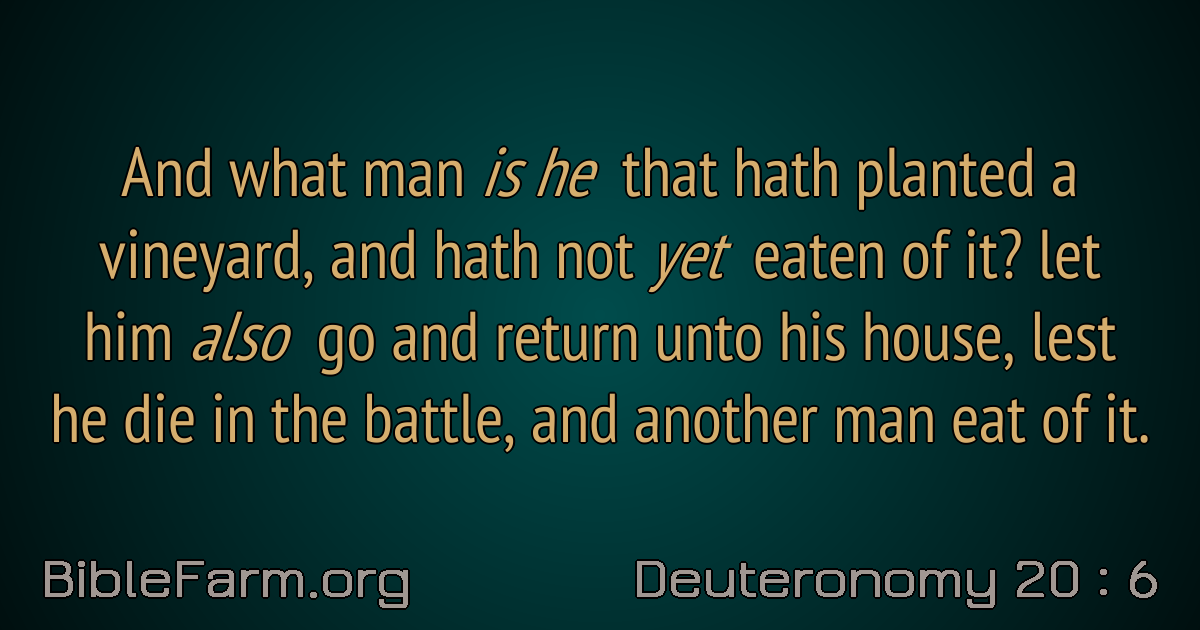 And what man is he that hath planted a
vineyard, and hath not yet eaten of it? let
him also go and return unto his house, lest
he die in the battle, and another man eat of it.
BibleFarm.org
Deuteronomy 20 : 6